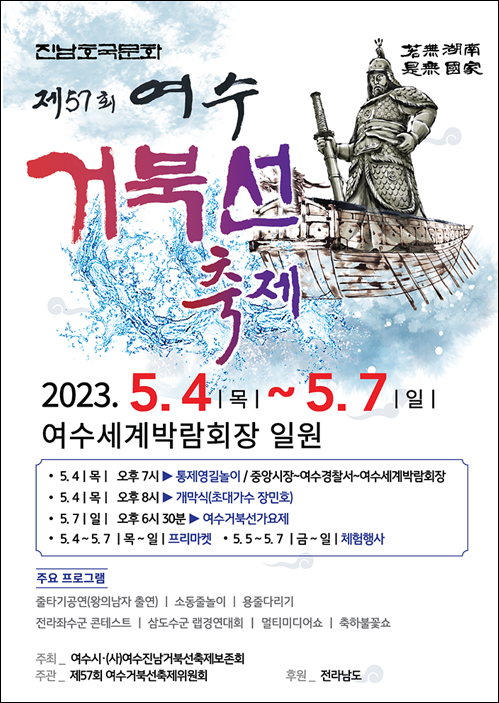 진남호국문화
若無湖南
是無國家
제57회 여수
거북선
축제
2023. 5. 4 | 목 | ~ 5. 7 | 일 |
여수세계박람회장 일원
• 5. 4 | 목 | 오후 7시 ▶ 통제영길놀이 / 중앙시장~여수경찰서~여수세계박람회장
• 5. 4 | 목 | 오후 8시 ▶ 개막식(초대가수 장민호)
• 5. 7 | 일 | 오후 6시 30분 ▶ 여수거북선가요제
• 5. 4 ~ 5. 7 | 목 ~ 일 | 프리마켓 • 5. 5 ~ 5. 7 | 금 ~ 일 | 체험행사
주요 프로그램
줄타기공연(왕의남자 출연) | 소동줄놀이 | 용줄다리기
전라좌수군 콘테스트 | 삼도수군 랩경연대회 | 멀티미디어쇼 | 축하불꽃쇼
주최 _ 여수시·(사)여수진남거북선축제보존회
주관 _ 제57회 여수거북선축제위원회 후원 _ 전라남도